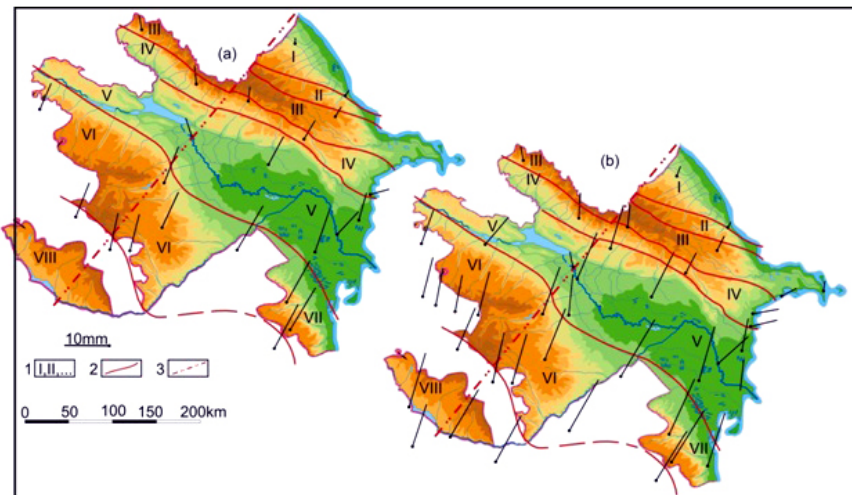 (a)
III
IV
I
II
III
IV
V
VI
V
VI
VIII
VII
(b)
III
IV
I
II
III
IV
V
VI
V
VI
VIII
VII
10mm
1 I,II,... 2 3
0 50 100 150 200km